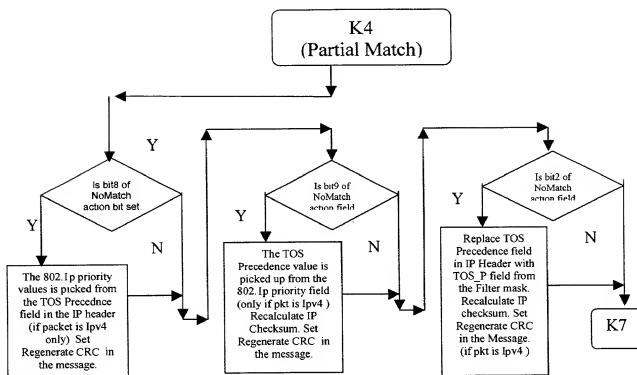 K4
(Partial Match)
Y
Is bit8 of
NoMatch
action bit set
Y
N
The 802.1p priority
values is picked from
the TOS Precednce
field in the IP header
(if packet is Ipv4
only) Set
Regenerate CRC in
the message.
Is bit9 of
NoMatch
action field
Y
N
The TOS
Precedence value is
picked up from the
802.1p priority field
(only if pkt is Ipv4 )
Recalculate IP
Checksum. Set
Regenerate CRC in
the message.
Is bit2 of
NoMatch
action field
Y
N
Replace TOS
Precedence field
in IP Header with
TOS_P field from
the Filter mask.
Recalculate IP
checksum. Set
Regenerate CRC
in the Message.
(if pkt is Ipv4 )
K7